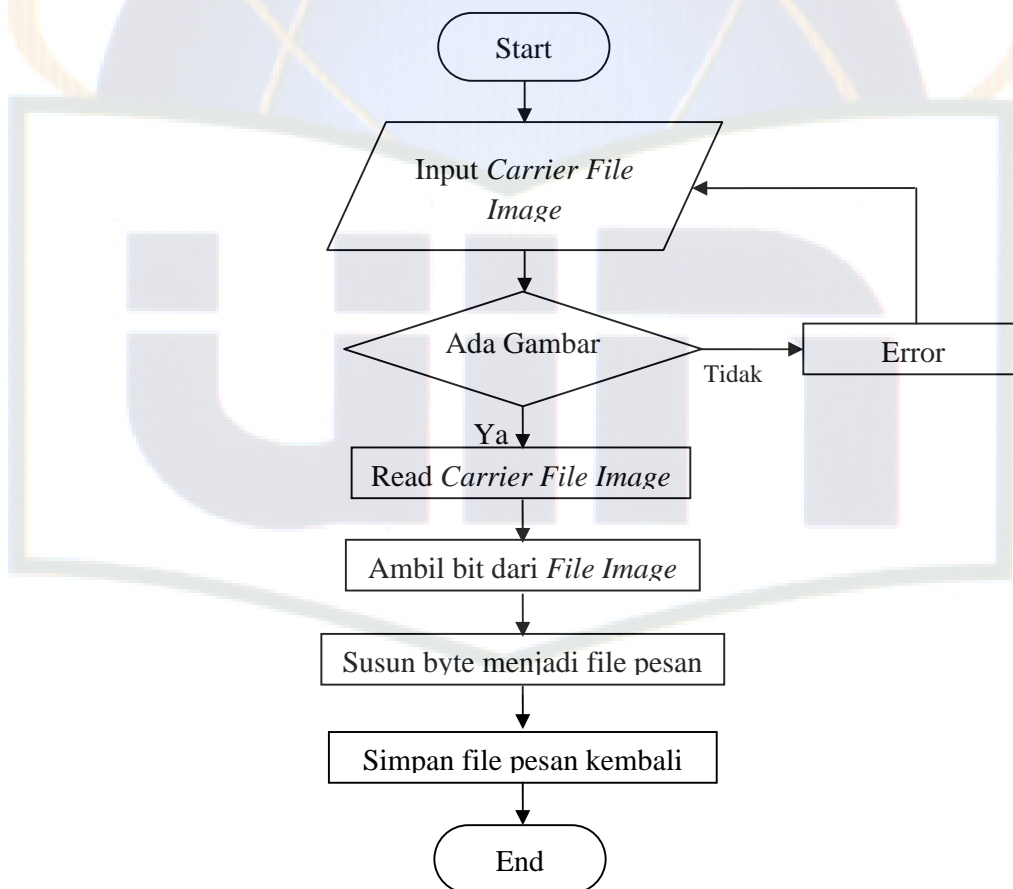 Start
Input Carrier File
Image
Ada Gambar
Tidak
Error
Ya
Read Carrier File Image
Ambil bit dari File Image
Susun byte menjadi file pesan
Simpan file pesan kembali
End